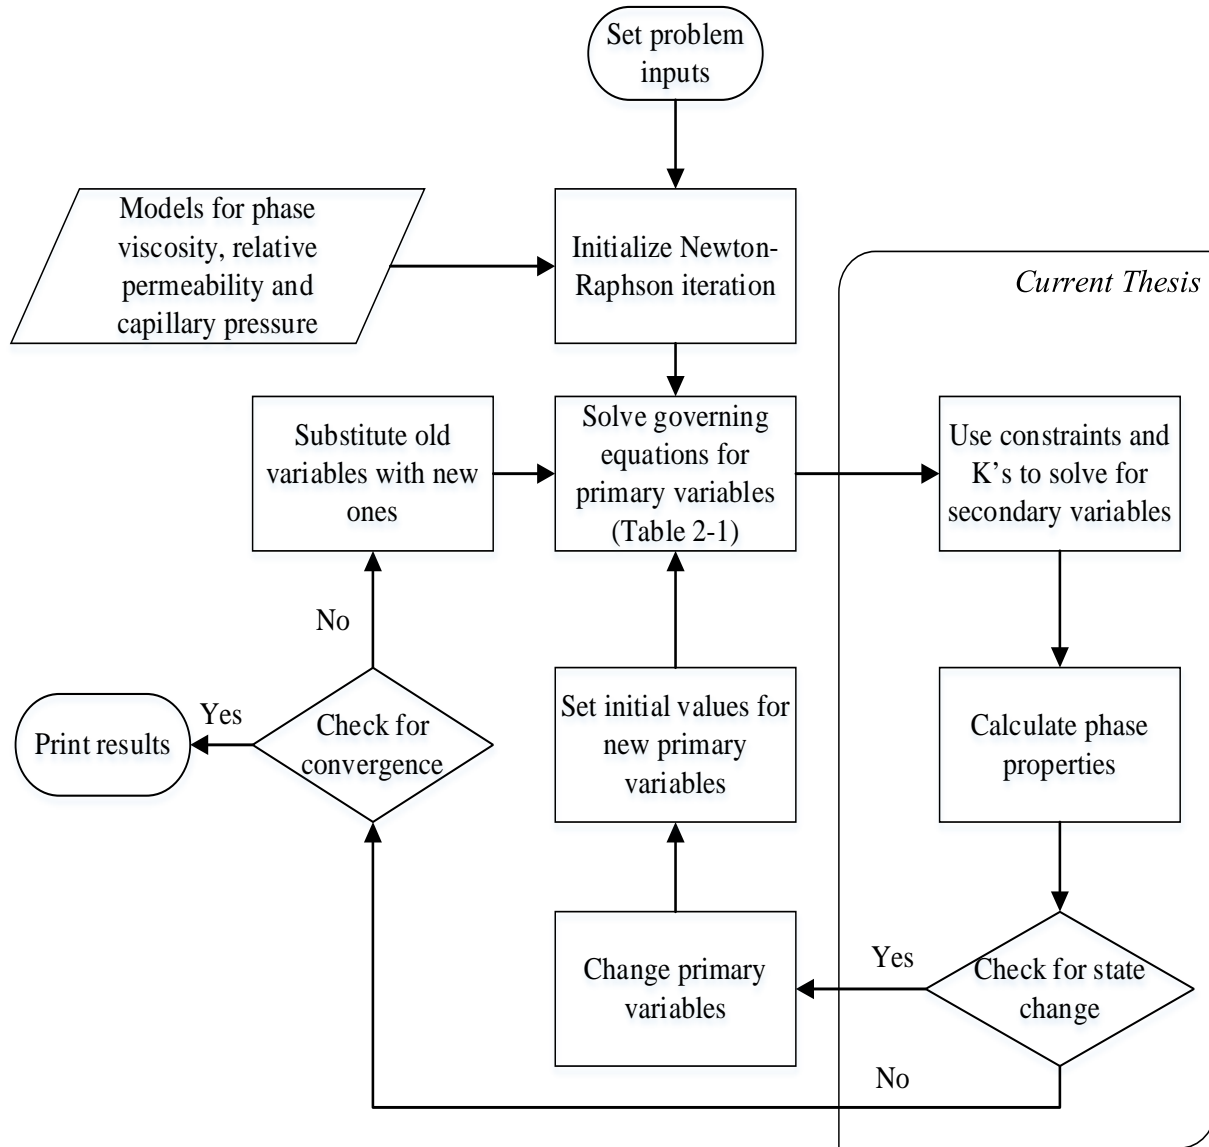 Set problem
inputs
Models for phase
viscosity, relative
permeability and
capillary pressure
Initialize Newton-
Raphson iteration
Current Thesis
Substitute old
variables with new
ones
Solve governing
equations for
primary variables
(Table 2-1)
Use constraints and
K's to solve for
secondary variables
No
Print results
Yes
Check for
convergence
Set initial values for
new primary
variables
Calculate phase
properties
Change primary
variables
Yes
Check for state
change
No